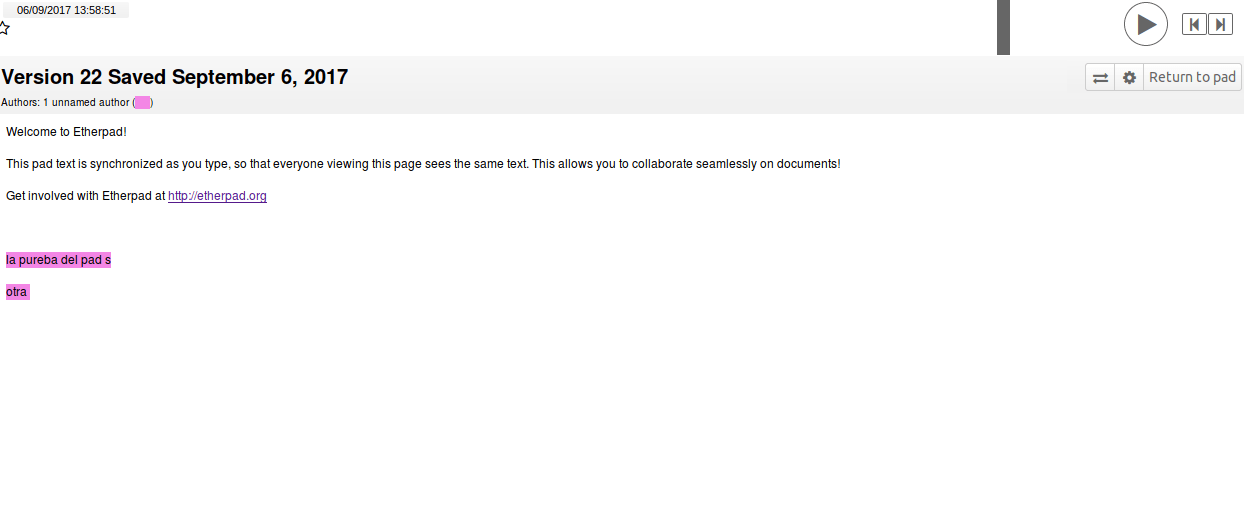 06/09/2017 13:58:51
Version 22 Saved September 6, 2017
Return to pad
Authors: 1 unnamed author ( )
Welcome to Etherpad!
This pad text is synchronized as you type, so that everyone viewing this page sees the same text. This allows you to collaborate seamlessly on documents!
Get involved with Etherpad at http://etherpad.org
la pureba del pad s
otra